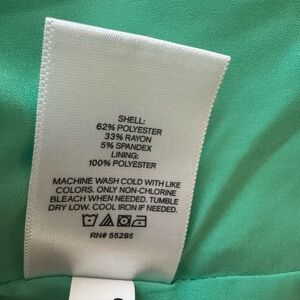 SHELL:
62% POLYESTER
33% RAYON
5% SPANDEX
LINING:
100% POLYESTER
MACHINE WASH COLD WITH LIKE
COLORS. ONLY NON-CHLORINE
BLEACH WHEN NEEDED. TUMBLE
DRY LOW. COOL IRON IF NEEDED.
RN# 55285